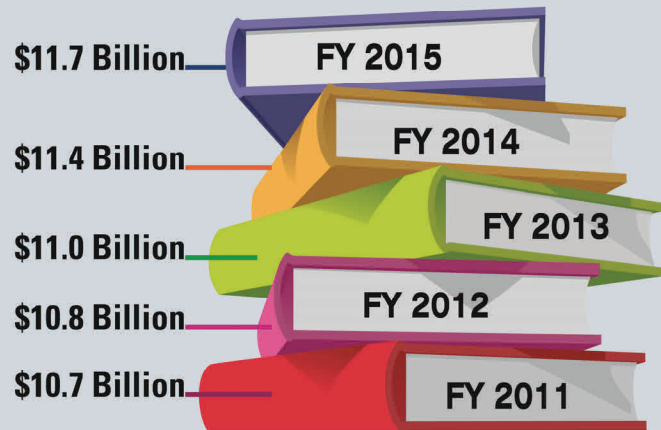 $11.7 Billion FY 2015
$11.4 Billion FY 2014
$11.0 Billion FY 2013
$10.8 Billion FY 2012
$10.7 Billion FY 2011